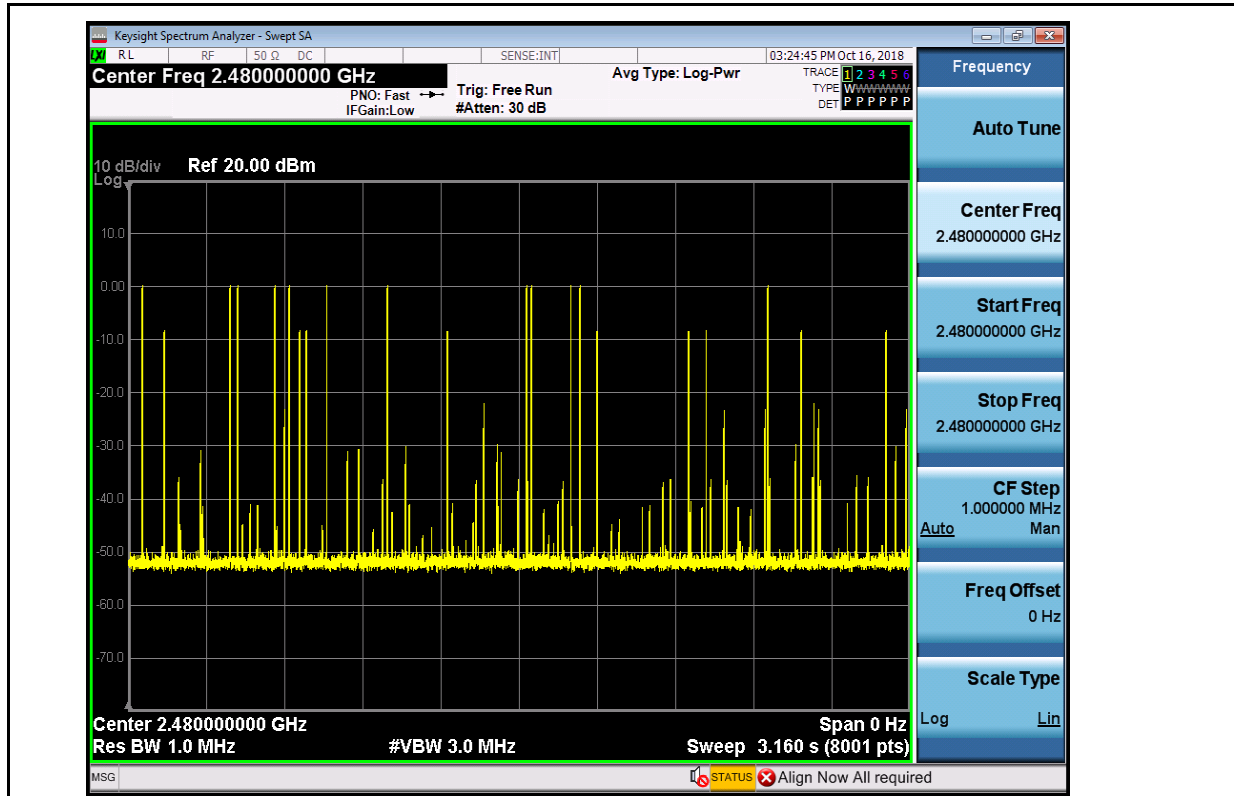 Keysight Spectrum Analyzer - Swept SA
LXI RL RF 50 Ω DC SENSE:INT 03:24:45 PM Oct 16, 2018
Center Freq 2.480000000 GHz
PNO: Fast
IFGain:Low
Trig: Free Run
#Atten: 30 dB
Avg Type: Log-Pwr
TRACE 1 2 3 4 5 6
TYPE WWWWWW
DET P P P P P P
10 dB/div Ref 20.00 dBm
Log
10.0
0.00
-10.0
-20.0
-30.0
-40.0
-50.0
-60.0
-70.0
Center 2.480000000 GHz Span 0 Hz
Res BW 1.0 MHz #VBW 3.0 MHz Sweep 3.160 s (8001 pts)
MSG STATUS Align Now All required
Frequency
Auto Tune
Center Freq
2.480000000 GHz
Start Freq
2.480000000 GHz
Stop Freq
2.480000000 GHz
CF Step
1.000000 MHz
Auto Man
Freq Offset
0 Hz
Scale Type
Log Lin